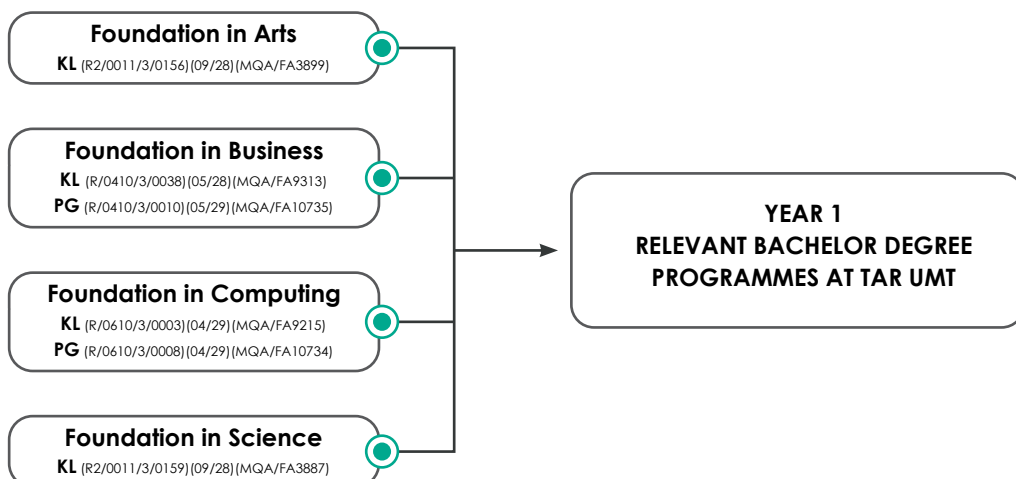 Foundation in Arts
KL (R2/0011/3/0156)(09/28)(MQA/FA3899)
Foundation in Business
KL (R/0410/3/0038)(05/28)(MQA/FA9313)
PG (R/0410/3/0010)(05/29)(MQA/FA10735)
Foundation in Computing
KL (R/0610/3/0003)(04/29)(MQA/FA9215)
PG (R/0610/3/0008)(04/29)(MQA/FA10734)
Foundation in Science
KL (R2/0011/3/0159)(09/28)(MQA/FA3887)
YEAR 1
RELEVANT BACHELOR DEGREE
PROGRAMMES AT TAR UMT